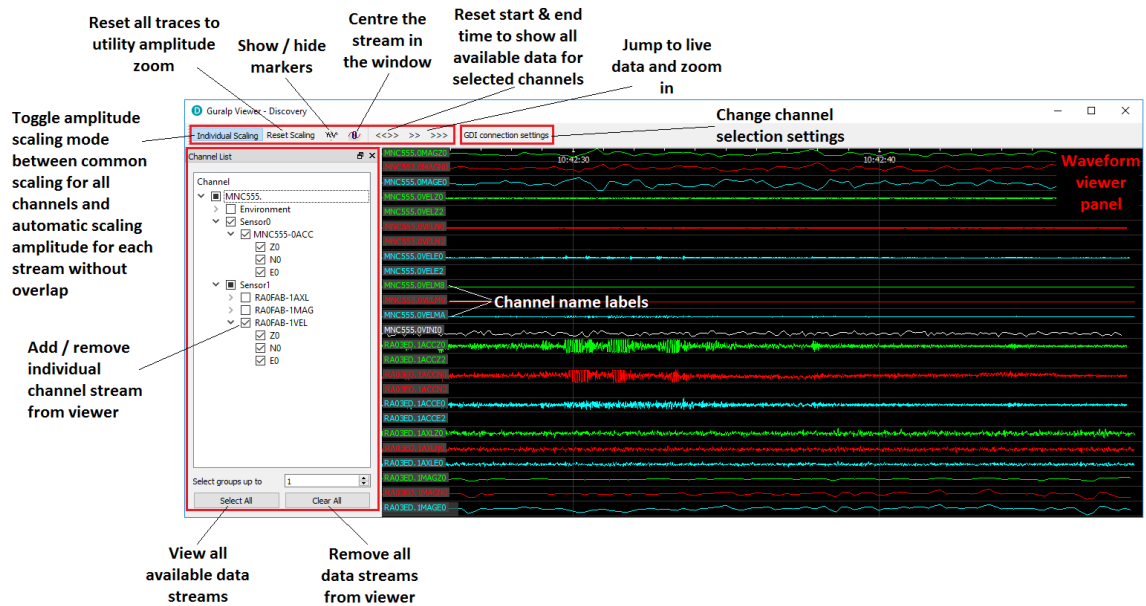 Reset all traces to
utility amplitude
zoom
Show / hide
markers
Centre the
stream in
the window
Reset start & end
time to show all
available data for
selected channels
Jump to live
data and zoom
in
Toggle amplitude
scaling mode
between common
scaling for all
channels and
automatic scaling
amplitude for each
stream without
overlap
Change channel
selection settings
Guralp Viewer - Discovery
Individual Scaling Reset Scaling <<>> >> >>> GDI connection settings
Channel List
Channel
MNC555.
Environment
Sensor0
MNC555-0ACC
Z0
N0
E0
Sensor1
RA0FAB-1AXL
RA0FAB-1MAG
RA0FAB-1VEL
Z0
N0
E0
Select groups up to 1
Select All Clear All
10:42:30 10:42:40
MNC555.0MAGZ0
MNC555.0MAGE0
MNC555.0VELZ0
MNC555.0VELZ2
MNC555.0VELE0
MNC555.0VELE2
MNC555.0VELM8
MNC555.0VELMA
MNC555.0VINI0
RA03ED.1ACCZ0
RA03ED.1ACCZ2
RA03ED.1ACCE0
RA03ED.1ACCE2
RA03ED.1AXLZ0
RA03ED.1AXLE0
RA03ED.1MAGZ0
RA03ED.1MAGE0
Waveform
viewer
panel
Channel name labels
Add / remove
individual
channel stream
from viewer
View all
available data
streams
Remove all
data streams
from viewer